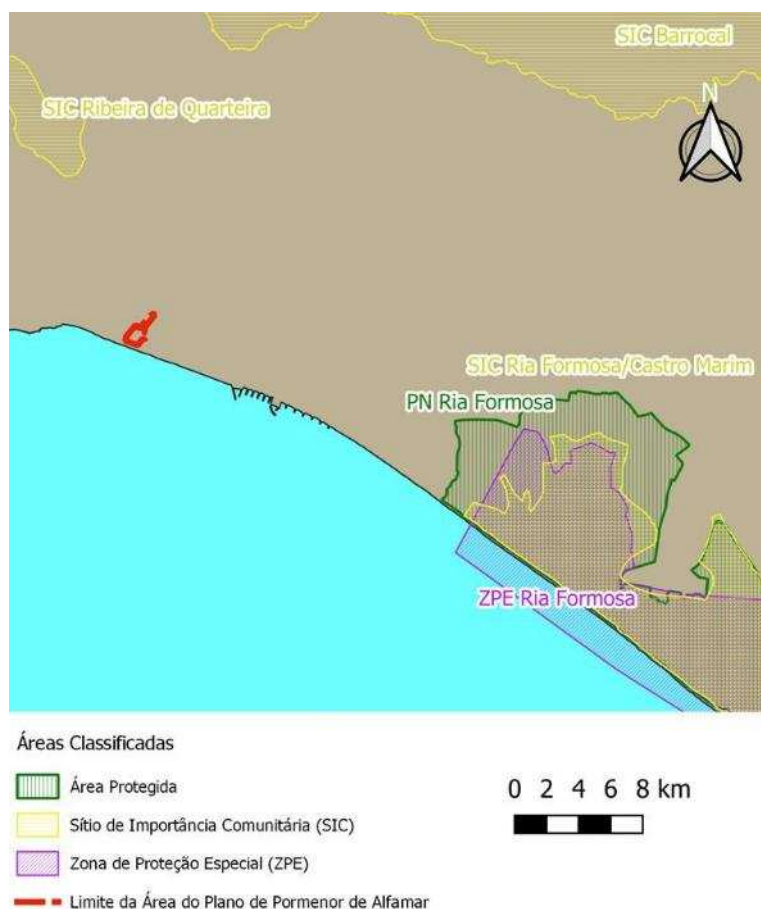 SIC Barrocal
SIC Ribeira de Quarteira
N
SIC Ria Formosa/Castro Marim
PN Ria Formosa
ZPE Ria Formosa
Áreas Classificadas
Área Protegida
Sítio de Importância Comunitária (SIC)
Zona de Proteção Especial (ZPE)
Limite da Área do Plano de Pormenor de Alfamar
0 2 4 6 8 km